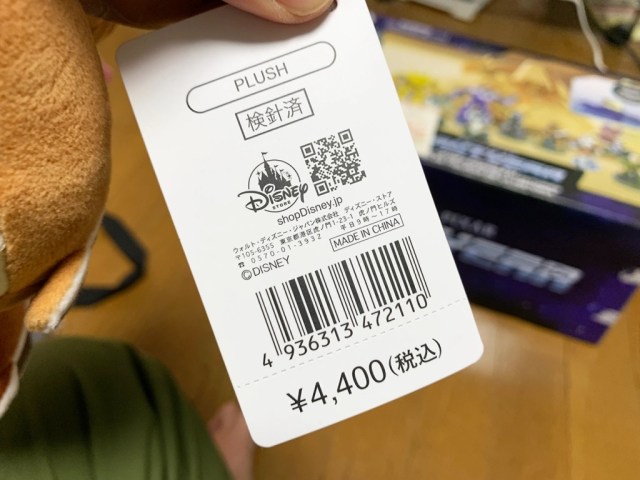 PLUSH
検針済
Disney
STORE
shopDisney.jp
ウォルト・ディズニー・ジャパン株式会社 ディズニーストア
〒105-6355 東京都港区虎ノ門1-23-1 虎ノ門ヒルズ
☎0570-01-3932 平日9時～17時
MADE IN CHINA
©DISNEY
4 936313 472110
¥4,400(税込)